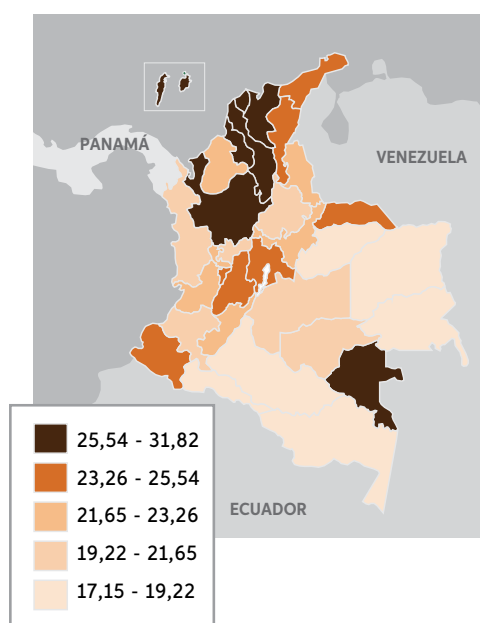 PANAMÁ
VENEZUELA
25,54 - 31,82
23,26 - 25,54
21,65 - 23,26
19,22 - 21,65
17,15 - 19,22
ECUADOR